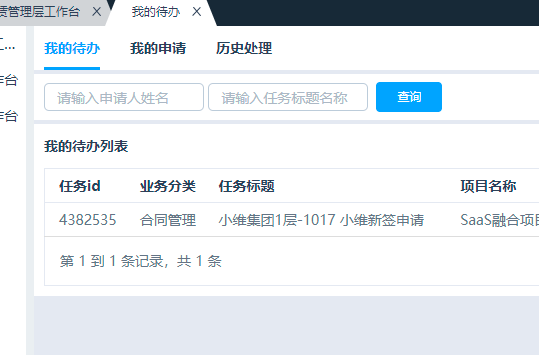 赁管理层工作台 X 我的待办 X
工...
作台
作台
我的待办 我的申请 历史处理
请输入申请人姓名 请输入任务标题名称 查询
我的待办列表
任务id 业务分类 任务标题 项目名称
4382535 合同管理 小维集团1层-1017 小维新签申请 SaaS融合项目
第 1 到 1 条记录，共 1 条